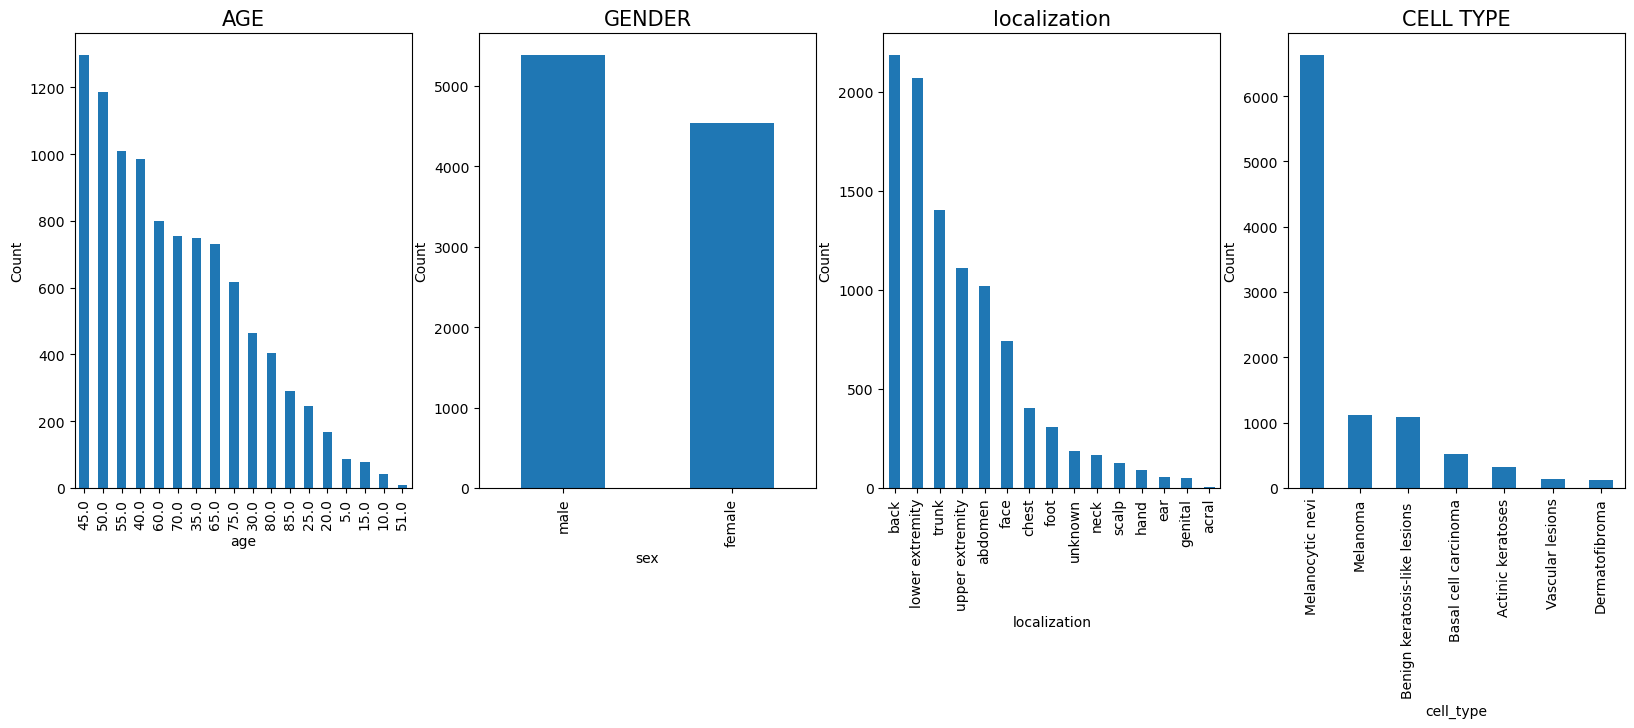 AGE
Count
1200
1000
800
600
400
200
0
45.0
50.0
55.0
40.0
60.0
70.0
35.0
65.0
75.0
30.0
80.0
85.0
25.0
20.0
5.0
15.0
10.0
51.0
age
GENDER
Count
5000
4000
3000
2000
1000
0
male
female
sex
localization
Count
2000
1500
1000
500
0
back
lower extremity
trunk
upper extremity
abdomen
face
chest
foot
unknown
neck
scalp
hand
ear
genital
acral
localization
CELL TYPE
Count
6000
5000
4000
3000
2000
1000
0
Melanocytic nevi
Melanoma
Benign keratosis-like lesions
Basal cell carcinoma
Actinic keratoses
Vascular lesions
Dermatofibroma
cell_type